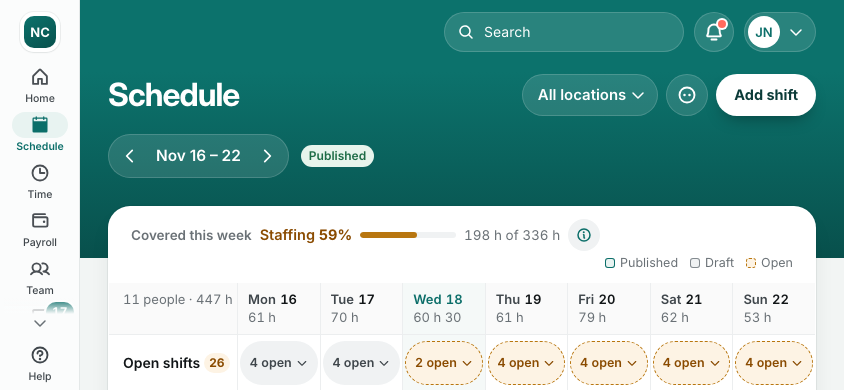 NC
Search
JN
Home
Schedule
Time
Payroll
Team
17
Help
Schedule
All locations
Add shift
Nov 16 – 22
Published
Covered this week Staffing 59% 198 h of 336 h
Published Draft Open
11 people · 447 h
Mon 16
61 h
Tue 17
70 h
Wed 18
60 h 30
Thu 19
61 h
Fri 20
79 h
Sat 21
62 h
Sun 22
53 h
Open shifts 26
4 open
4 open
2 open
4 open
4 open
4 open
4 open